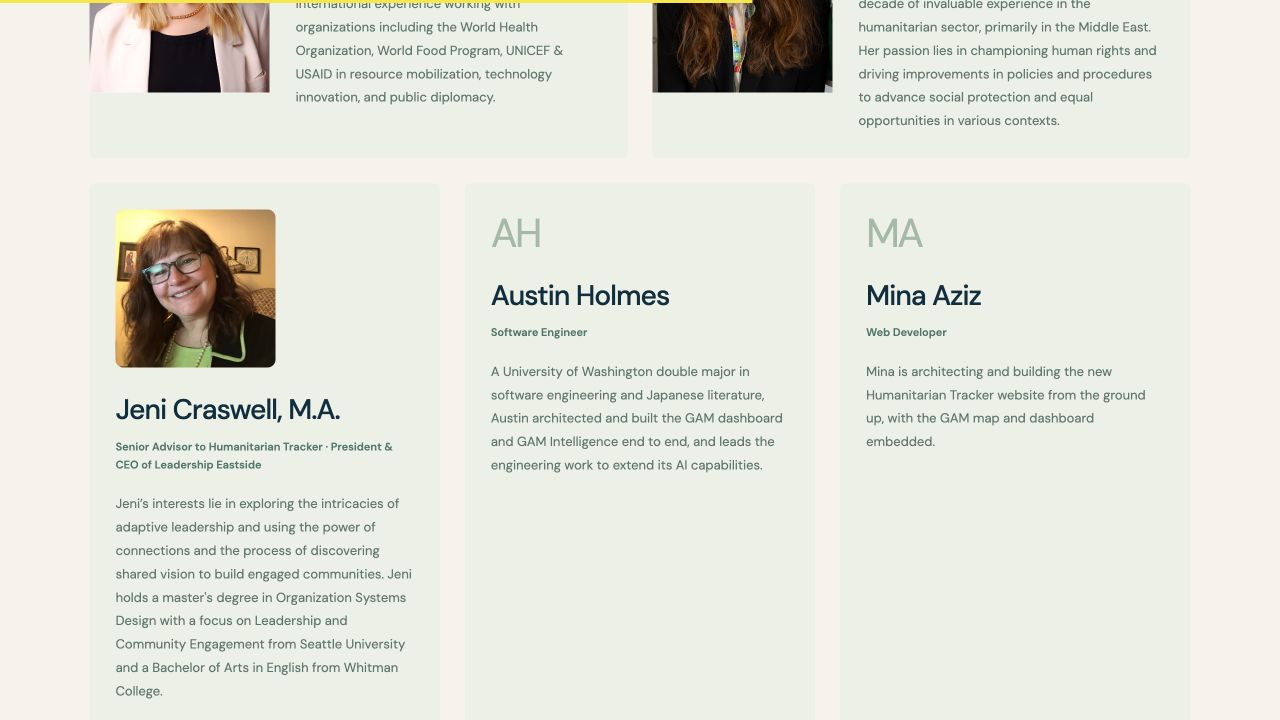 international experience working with
organizations including the World Health
Organization, World Food Program, UNICEF &
USAID in resource mobilization, technology
innovation, and public diplomacy.
decade of invaluable experience in the
humanitarian sector, primarily in the Middle East.
Her passion lies in championing human rights and
driving improvements in policies and procedures
to advance social protection and equal
opportunities in various contexts.
Jeni Craswell, M.A.
Senior Advisor to Humanitarian Tracker · President &
CEO of Leadership Eastside
Jeni’s interests lie in exploring the intricacies of
adaptive leadership and using the power of
connections and the process of discovering
shared vision to build engaged communities. Jeni
holds a master's degree in Organization Systems
Design with a focus on Leadership and
Community Engagement from Seattle University
and a Bachelor of Arts in English from Whitman
College.
AH
Austin Holmes
Software Engineer
A University of Washington double major in
software engineering and Japanese literature,
Austin architected and built the GAM dashboard
and GAM Intelligence end to end, and leads the
engineering work to extend its AI capabilities.
MA
Mina Aziz
Web Developer
Mina is architecting and building the new
Humanitarian Tracker website from the ground
up, with the GAM map and dashboard
embedded.